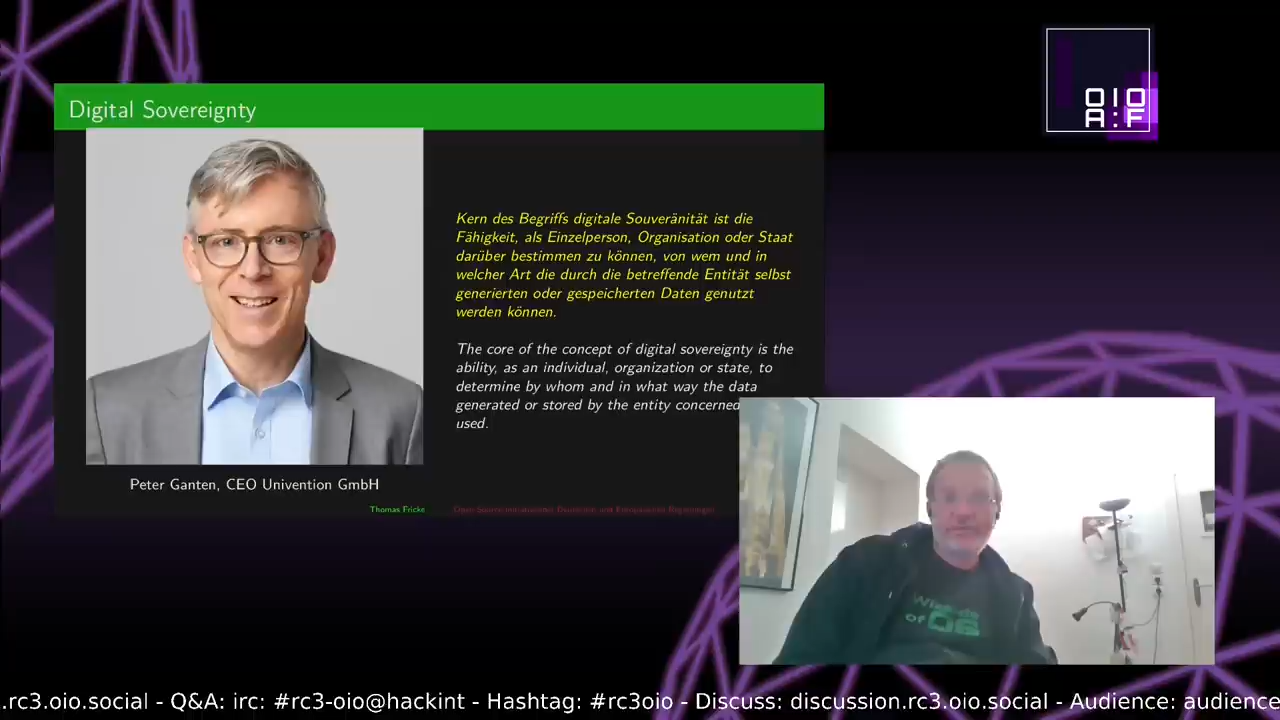 Digital Sovereignty
Kern des Begriffs digitale Souveränität ist die
Fähigkeit, als Einzelperson, Organisation oder Staat
darüber bestimmen zu können, von wem und in
welcher Art die durch die betreffende Entität selbst
generierten oder gespeicherten Daten genutzt
werden können.
The core of the concept of digital sovereignty is the
ability, as an individual, organization or state, to
determine by whom and in what way the data
generated or stored by the entity concerned
used.
Peter Ganten, CEO Univention GmbH
Thomas Fricke
OIO
A:F
of
.rc3.oio.social - Q&A: irc: #rc3-oio@hackint - Hashtag: #rc3oio - Discuss: discussion.rc3.oio.social - Audience: audience